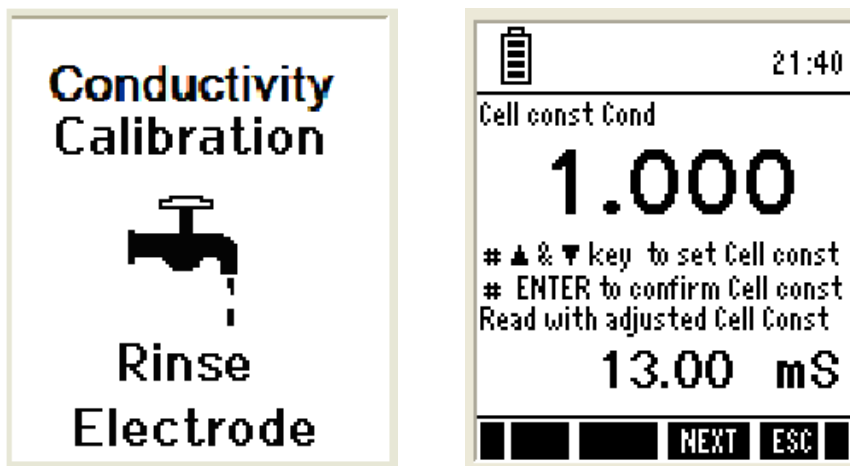 Conductivity
Calibration
Rinse
Electrode
21:40
Cell const Cond
1.000
# ▲ & ▼ key to set Cell const
# ENTER to confirm Cell const
Read with adjusted Cell Const
13.00 mS
NEXT ESC